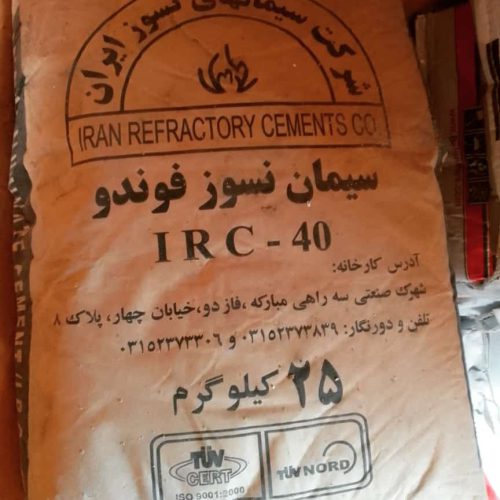 شرکت سیمانهای نسوز ایران
IRAN REFRACTORY CEMENTS CO
سیمان نسوز فوندو
IRC-40
آدرس کارخانه:
شهرک صنعتی سه راهی مبارکه ،فاز دو،خیابان چهار، پلاک ۸
تلفن و دورنگار: ۰۳۱۵۲۳۷۳۸۳۹ و ۰۳۱۵۲۳۷۳۳۰۶
۲۵ کیلوگرم
TÜV
CERT
ISO 9001:2000
TÜV NORD
CEMENT